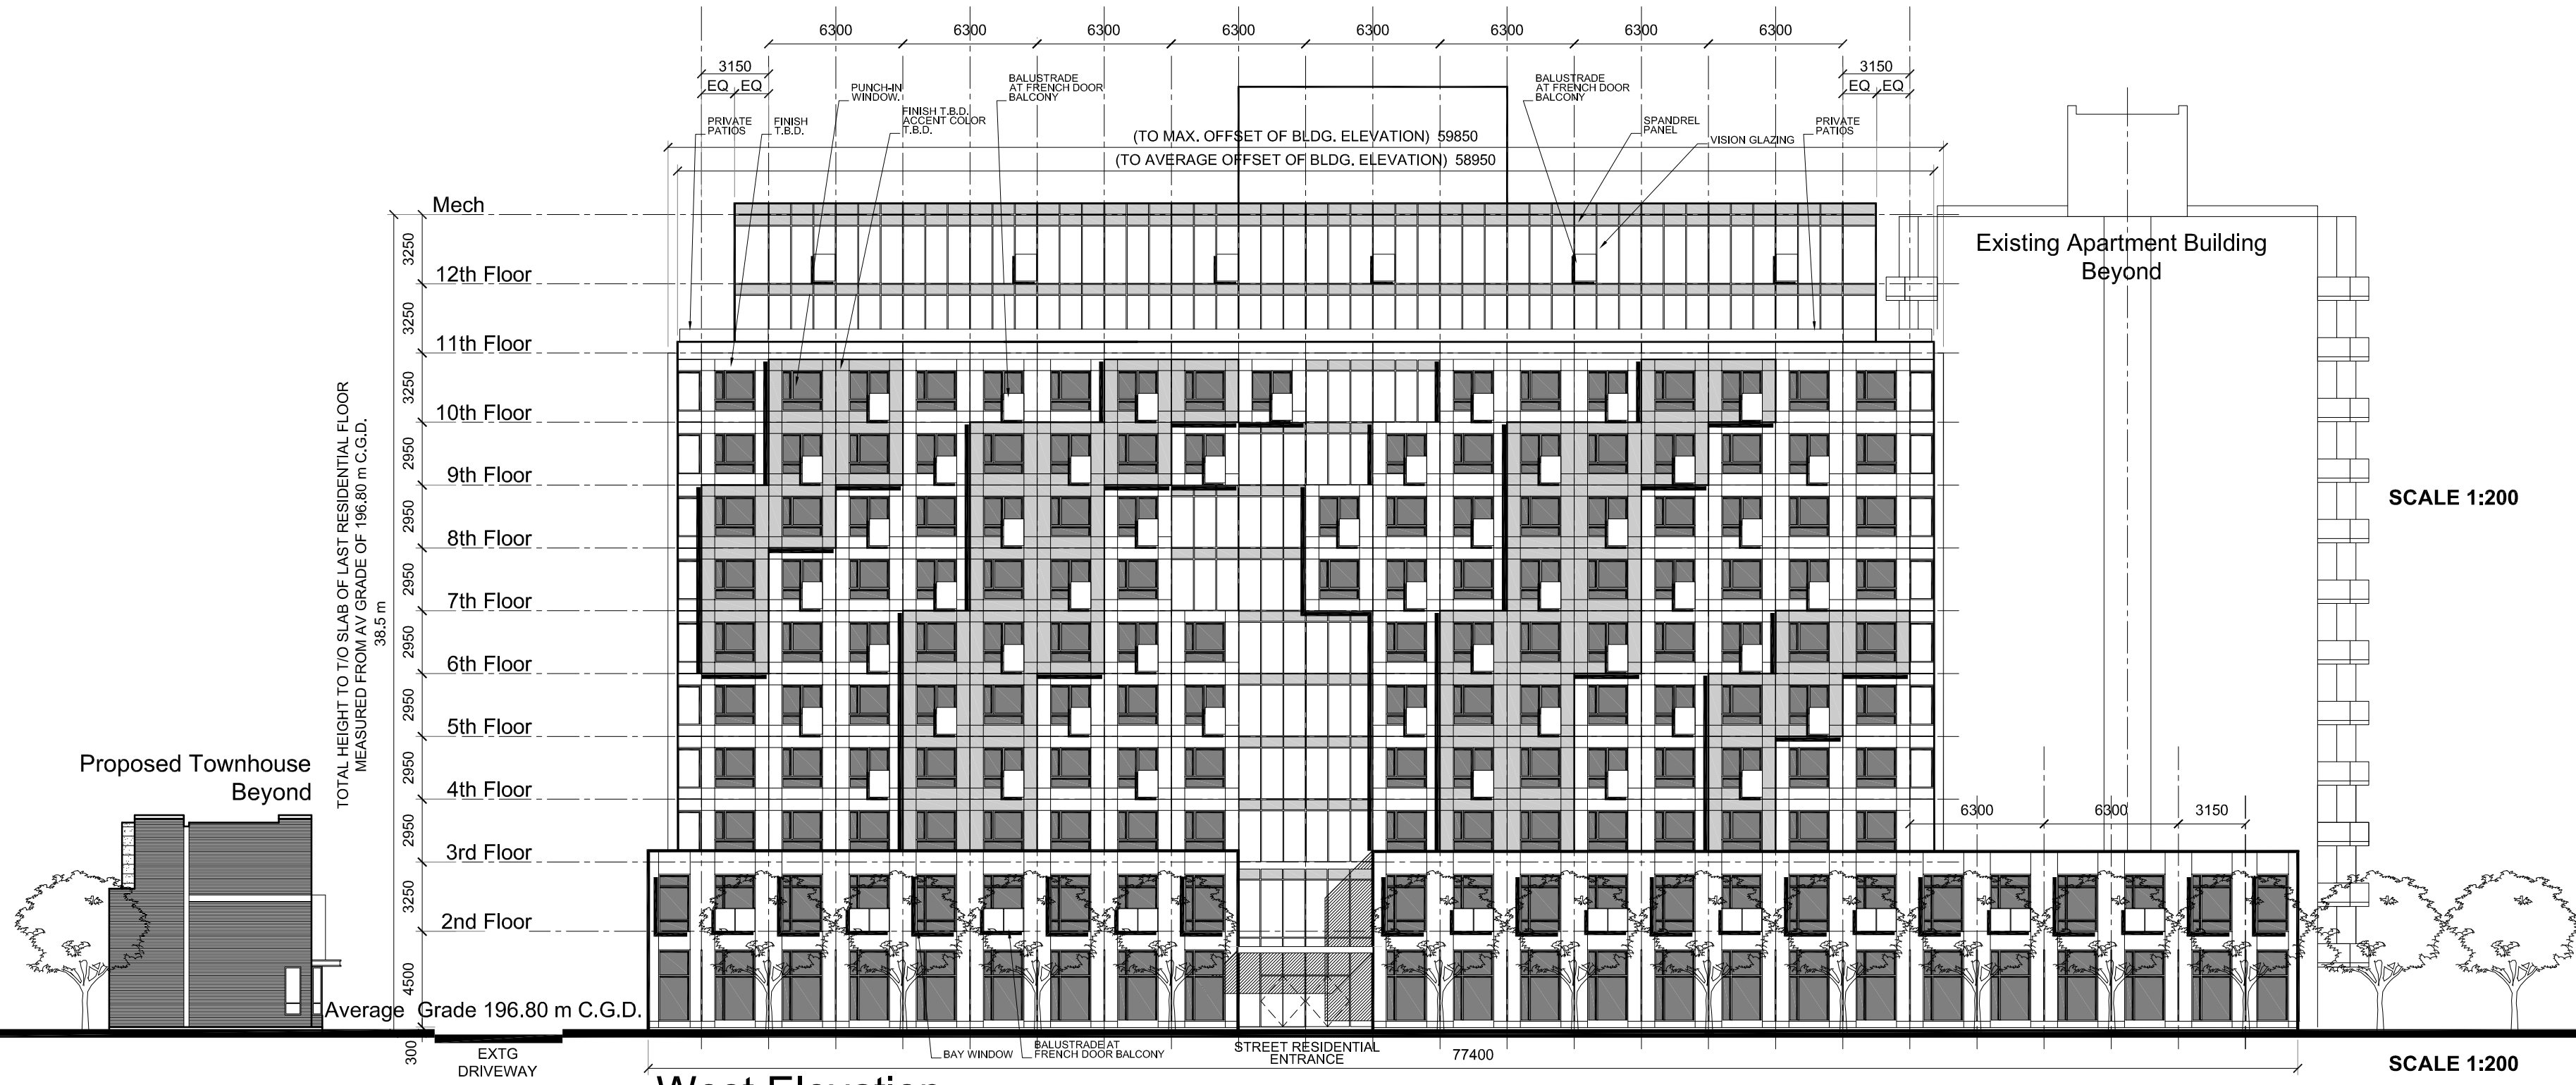 6300 6300 6300 6300 6300 6300 6300 6300
3150
EQ EQ
3150
EQ EQ
PUNCH-IN
WINDOW.
BALUSTRADE
AT FRENCH DOOR
BALCONY
BALUSTRADE
AT FRENCH DOOR
BALCONY
PRIVATE
PATIOS
FINISH
T.B.D.
FINISH T.B.D.
ACCENT COLOR
T.B.D.
SPANDREL
PANEL
VISION GLAZING
PRIVATE
PATIOS
(TO MAX. OFFSET OF BLDG. ELEVATION) 59850
(TO AVERAGE OFFSET OF BLDG. ELEVATION) 58950
Mech
3250
12th Floor
3250
11th Floor
3250
10th Floor
2950
9th Floor
2950
8th Floor
2950
7th Floor
2950
6th Floor
2950
5th Floor
2950
4th Floor
2950
3rd Floor
3250
2nd Floor
4500
Average Grade 196.80 m C.G.D.
300
TOTAL HEIGHT TO T/O SLAB OF LAST RESIDENTIAL FLOOR
MEASURED FROM AV GRADE OF 196.80 m C.G.D.
38.5 m
Existing Apartment Building
Beyond
SCALE 1:200
Proposed Townhouse
Beyond
6300 6300 3150
EXTG
DRIVEWAY
BAY WINDOW
BALUSTRADE AT
FRENCH DOOR BALCONY
STREET RESIDENTIAL
ENTRANCE
77400
SCALE 1:200
West Elevation